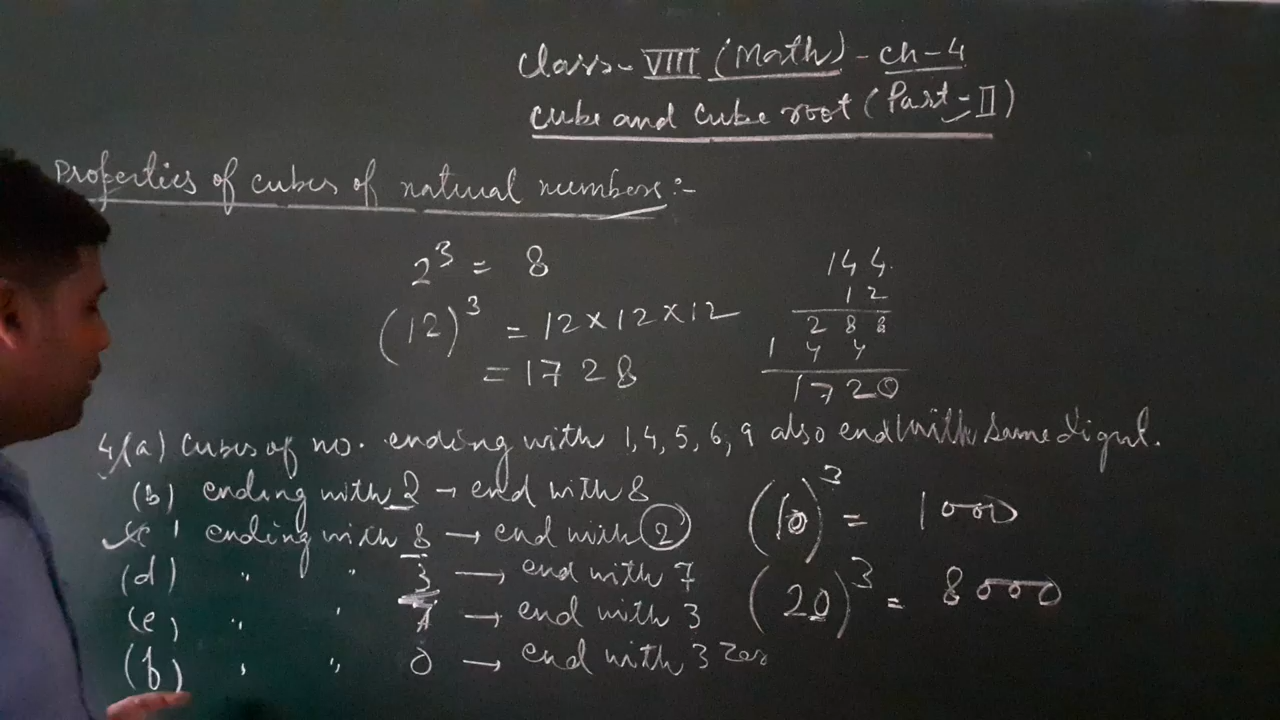 Class-VIII (Math) - Ch-4
Cube and Cube root (Part-II)
Properties of cubes of natural numbers:-
2³ = 8
(12)³ = 12×12×12
= 1728
144
12
288
144
1720
4(a) Cubes of no. ending with 1, 4, 5, 6, 9 also end with same digit.
(b) ending with 2 → end with 8
(c) ending with 8 → end with 2
(d) " " 3 → end with 7
(e) " " 7 → end with 3
(f) " " 0 → end with 3 zer
(10)³ = 1000
(20)³ = 8000